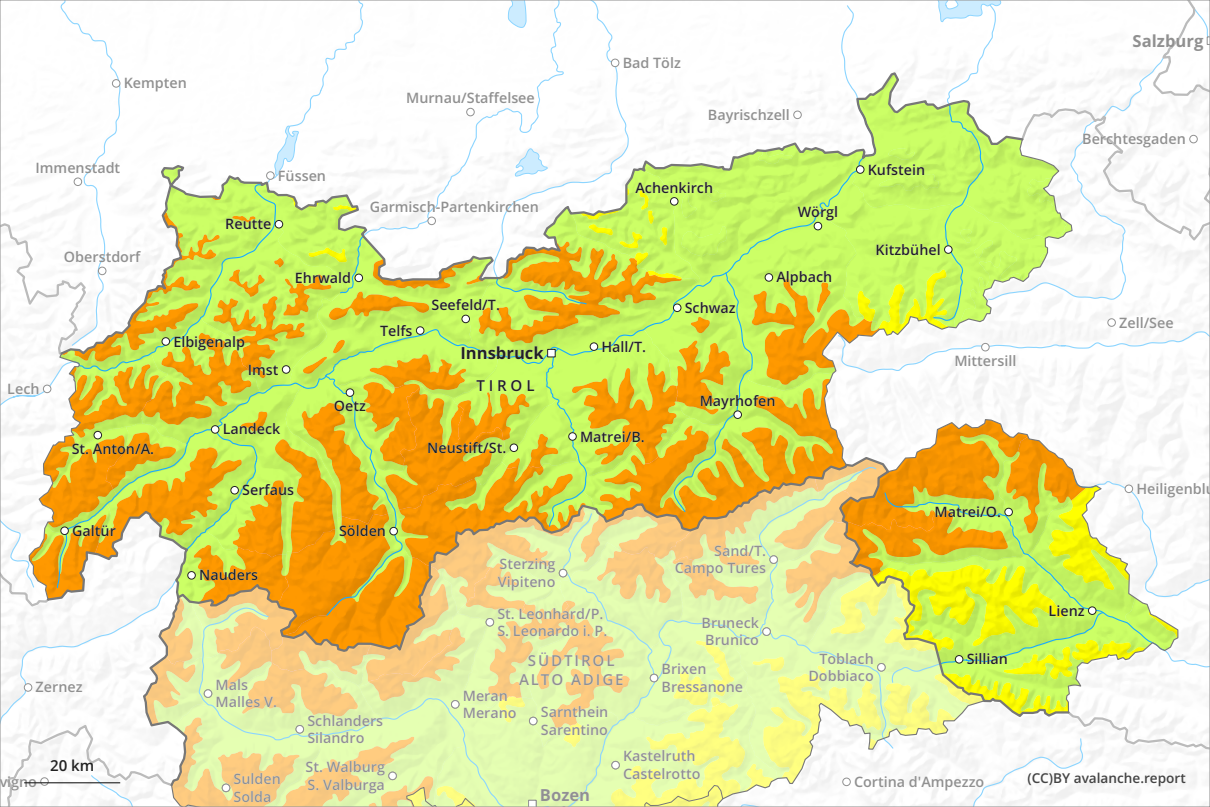 Salzburg
Bad Tölz
Kempten
Murnau/Staffelsee
Bayrischzell
Berchtesgaden
Immenstadt
Füssen
Kufstein
Achenkirch
Garmisch-Partenkirchen
Wörgl
Reutte
Kitzbühel
Oberstdorf
Ehrwald
Alpbach
Seefeld/T.
Schwaz
Zell/See
Telfs
Elbigenalp
Innsbruck
Hall/T.
Mittersill
Imst
TIROL
Lech
Oetz
Mayrhofen
Landeck
Matrei/B.
St. Anton/A.
Neustift/St.
Serfaus
Heiligenblu
Matrei/O.
Galtür
Sölden
Sand/T.
Campo Tures
Sterzing
Vipiteno
Nauders
Lienz
St. Leonhard/P.
S. Leonardo i. P.
Bruneck
Brunico
SÜDTIROL
ALTO ADIGE
Toblach
Dobbiaco
Sillian
Brixen
Bressanone
Zernez
Mals
Malles V.
Meran
Merano
Sarnthein
Sarentino
Schlanders
Silandro
Kastelruth
Castelrotto
St. Walburg
S. Valburga
20 km
vigno
Sulden
Solda
Cortina d'Ampezzo
(CC)BY avalanche.report
Bozen